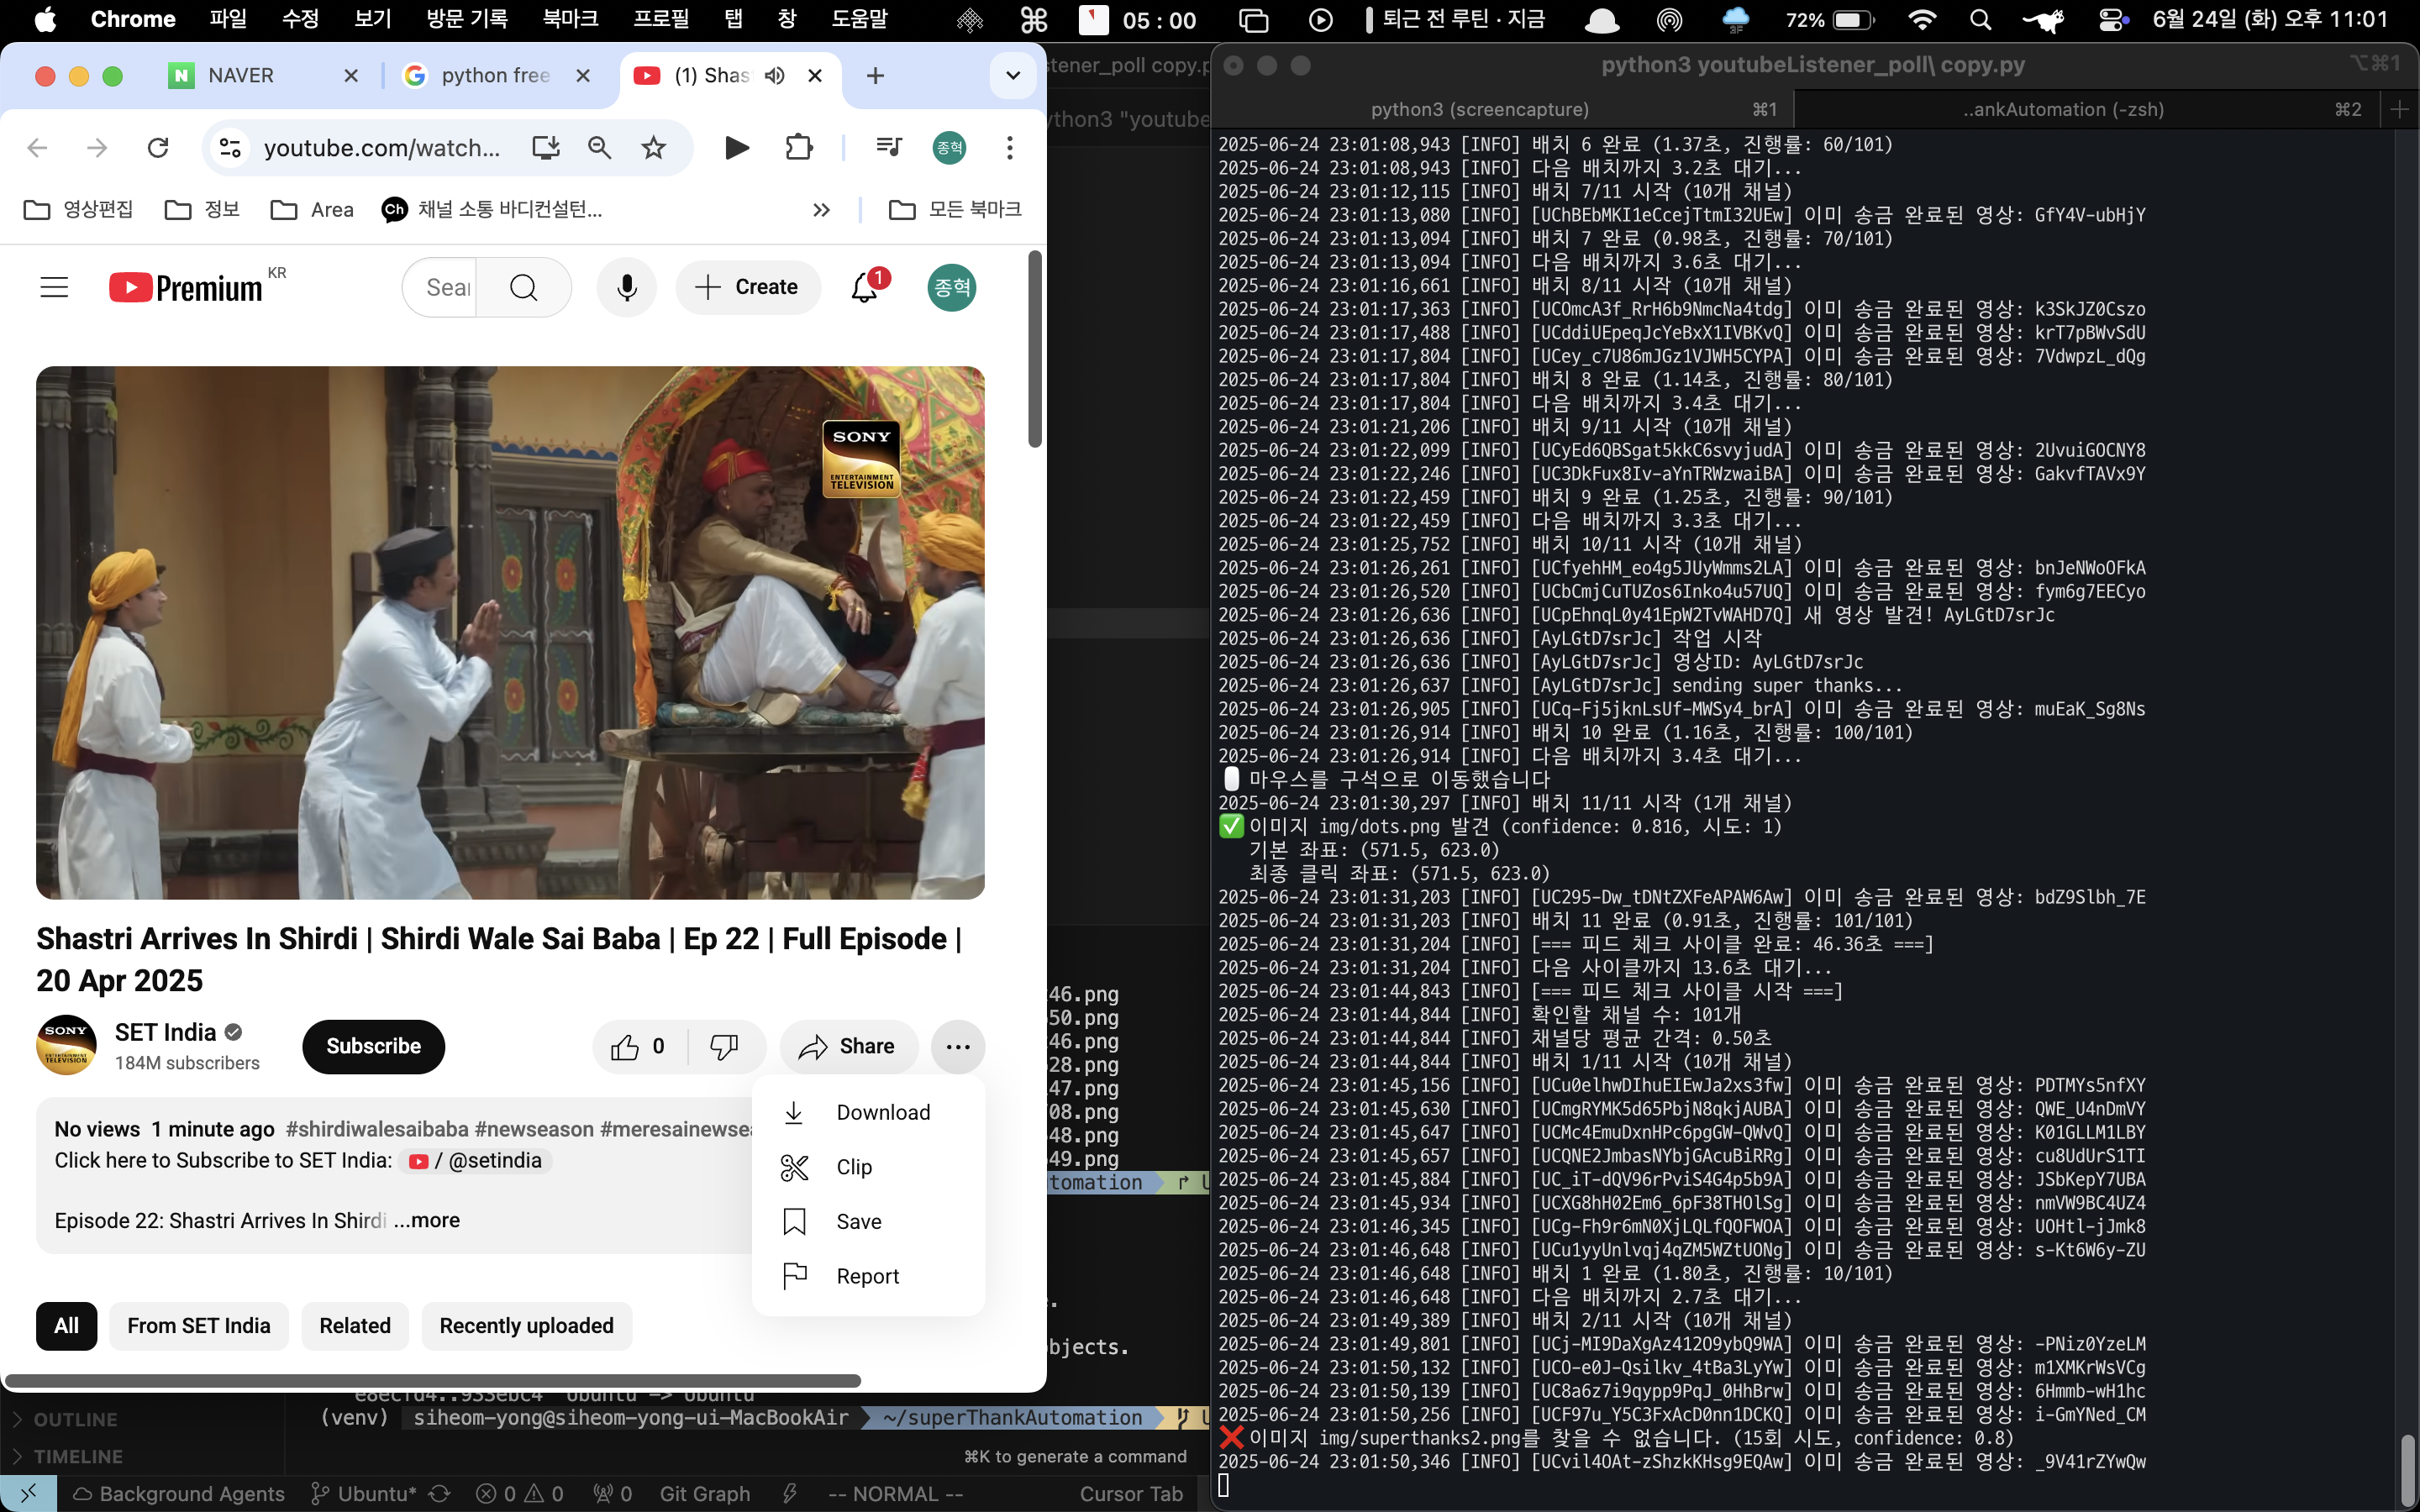 Chrome 파일 수정 보기 방문 기록 북마크 프로필 탭 창 도움말 05 : 00 퇴근 전 루틴 · 지금 3F 72% 6월 24일 (화) 오후 11:01
NAVER
python free
(1) Shas
youtube.com/watch...
종혁
영상편집
정보
Area
Ch 채널 소통 바디컨설턴...
모든 북마크
Premium KR
Sear
Create
1
종혁
SONY
ENTERTAINMENT
TELEVISION
Shastri Arrives In Shirdi | Shirdi Wale Sai Baba | Ep 22 | Full Episode |
20 Apr 2025
SONY
ENTERTAINMENT
TELEVISION
SET India
184M subscribers
Subscribe
0
Share
Download
Clip
Save
Report
No views 1 minute ago #shirdiwalesaibaba #newseason #meresainewsea
Click here to Subscribe to SET India: / @setindia
Episode 22: Shastri Arrives In Shirdi ...more
All
From SET India
Related
Recently uploaded
stener_poll copy.p
ython3 "youtube
46.png
50.png
46.png
28.png
47.png
08.png
48.png
49.png
tomation
bjects.
(venv) siheom-yong@siheom-yong-ui-MacBookAir ~/superThankAutomation
⌘K to generate a command
OUTLINE
TIMELINE
Background Agents Ubuntu* 0 0 0 Git Graph -- NORMAL -- Cursor Tab
python3 youtubeListener_poll\ copy.py ⌥⌘1
python3 (screencapture) ⌘1 ..ankAutomation (-zsh) ⌘2
2025-06-24 23:01:08,943 [INFO] 배치 6 완료 (1.37초, 진행률: 60/101)
2025-06-24 23:01:08,943 [INFO] 다음 배치까지 3.2초 대기...
2025-06-24 23:01:12,115 [INFO] 배치 7/11 시작 (10개 채널)
2025-06-24 23:01:13,080 [INFO] [UChBEbMKI1eCcejTtmI32UEw] 이미 송금 완료된 영상: GfY4V-ubHjY
2025-06-24 23:01:13,094 [INFO] 배치 7 완료 (0.98초, 진행률: 70/101)
2025-06-24 23:01:13,094 [INFO] 다음 배치까지 3.6초 대기...
2025-06-24 23:01:16,661 [INFO] 배치 8/11 시작 (10개 채널)
2025-06-24 23:01:17,363 [INFO] [UCOmcA3f_RrH6b9NmcNa4tdg] 이미 송금 완료된 영상: k3SkJZ0Cszo
2025-06-24 23:01:17,488 [INFO] [UCddiUEpeqJcYeBxX1IVBKvQ] 이미 송금 완료된 영상: krT7pBWvSdU
2025-06-24 23:01:17,804 [INFO] [UCey_c7U86mJGz1VJWH5CYPA] 이미 송금 완료된 영상: 7VdwpzL_dQg
2025-06-24 23:01:17,804 [INFO] 배치 8 완료 (1.14초, 진행률: 80/101)
2025-06-24 23:01:17,804 [INFO] 다음 배치까지 3.4초 대기...
2025-06-24 23:01:21,206 [INFO] 배치 9/11 시작 (10개 채널)
2025-06-24 23:01:22,099 [INFO] [UCyEd6QBSgat5kkC6svyjudA] 이미 송금 완료된 영상: 2UvuiGOCNY8
2025-06-24 23:01:22,246 [INFO] [UC3DkFux8Iv-aYnTRWzwaiBA] 이미 송금 완료된 영상: GakvfTAVx9Y
2025-06-24 23:01:22,459 [INFO] 배치 9 완료 (1.25초, 진행률: 90/101)
2025-06-24 23:01:22,459 [INFO] 다음 배치까지 3.3초 대기...
2025-06-24 23:01:25,752 [INFO] 배치 10/11 시작 (10개 채널)
2025-06-24 23:01:26,261 [INFO] [UCfyehHM_eo4g5JUyWmms2LA] 이미 송금 완료된 영상: bnJeNWoOFkA
2025-06-24 23:01:26,520 [INFO] [UCbCmjCuTUZos6Inko4u57UQ] 이미 송금 완료된 영상: fym6g7EECyo
2025-06-24 23:01:26,636 [INFO] [UCpEhnqL0y41EpW2TvWAHD7Q] 새 영상 발견! AyLGtD7srJc
2025-06-24 23:01:26,636 [INFO] [AyLGtD7srJc] 작업 시작
2025-06-24 23:01:26,636 [INFO] [AyLGtD7srJc] 영상ID: AyLGtD7srJc
2025-06-24 23:01:26,637 [INFO] [AyLGtD7srJc] sending super thanks...
2025-06-24 23:01:26,905 [INFO] [UCq-Fj5jknLsUf-MWSy4_brA] 이미 송금 완료된 영상: muEaK_Sg8Ns
2025-06-24 23:01:26,914 [INFO] 배치 10 완료 (1.16초, 진행률: 100/101)
2025-06-24 23:01:26,914 [INFO] 다음 배치까지 3.4초 대기...
마우스를 구석으로 이동했습니다
2025-06-24 23:01:30,297 [INFO] 배치 11/11 시작 (1개 채널)
✅이미지 img/dots.png 발견 (confidence: 0.816, 시도: 1)
기본 좌표: (571.5, 623.0)
최종 클릭 좌표: (571.5, 623.0)
2025-06-24 23:01:31,203 [INFO] [UC295-Dw_tDNtZXFeAPAW6Aw] 이미 송금 완료된 영상: bdZ9Slbh_7E
2025-06-24 23:01:31,203 [INFO] 배치 11 완료 (0.91초, 진행률: 101/101)
2025-06-24 23:01:31,204 [INFO] [=== 피드 체크 사이클 완료: 46.36초 ===]
2025-06-24 23:01:31,204 [INFO] 다음 사이클까지 13.6초 대기...
2025-06-24 23:01:44,843 [INFO] [=== 피드 체크 사이클 시작 ===]
2025-06-24 23:01:44,844 [INFO] 확인할 채널 수: 101개
2025-06-24 23:01:44,844 [INFO] 채널당 평균 간격: 0.50초
2025-06-24 23:01:44,844 [INFO] 배치 1/11 시작 (10개 채널)
2025-06-24 23:01:45,156 [INFO] [UCu0elhwDIhuEIEwJa2xs3fw] 이미 송금 완료된 영상: PDTMYs5nfXY
2025-06-24 23:01:45,630 [INFO] [UCmgRYMK5d65PbjN8qkjAUBA] 이미 송금 완료된 영상: QWE_U4nDmVY
2025-06-24 23:01:45,647 [INFO] [UCMc4EmuDxnHPc6pgGW-QWvQ] 이미 송금 완료된 영상: K01GLLM1LBY
2025-06-24 23:01:45,657 [INFO] [UCQNE2JmbasNYbjGAcuBiRRg] 이미 송금 완료된 영상: cu8UdUrS1TI
2025-06-24 23:01:45,884 [INFO] [UC_iT-dQV96rPviS4G4p5b9A] 이미 송금 완료된 영상: JSbKepY7UBA
2025-06-24 23:01:45,934 [INFO] [UCXG8hH02Em6_6pF38THOlSg] 이미 송금 완료된 영상: nmVW9BC4UZ4
2025-06-24 23:01:46,345 [INFO] [UCg-Fh9r6mN0XjLQLfQOFWOA] 이미 송금 완료된 영상: UOHtl-jJmk8
2025-06-24 23:01:46,648 [INFO] [UCu1yyUnlvqj4qZM5WZtUONg] 이미 송금 완료된 영상: s-Kt6W6y-ZU
2025-06-24 23:01:46,648 [INFO] 배치 1 완료 (1.80초, 진행률: 10/101)
2025-06-24 23:01:46,648 [INFO] 다음 배치까지 2.7초 대기...
2025-06-24 23:01:49,389 [INFO] 배치 2/11 시작 (10개 채널)
2025-06-24 23:01:49,801 [INFO] [UCj-MI9DaXgAz412O9ybQ9WA] 이미 송금 완료된 영상: -PNiz0YzeLM
2025-06-24 23:01:50,132 [INFO] [UCO-e0J-Qsilkv_4tBa3LyYw] 이미 송금 완료된 영상: m1XMKrWsVCg
2025-06-24 23:01:50,139 [INFO] [UC8a6z7i9qypp9PqJ_0HhBrw] 이미 송금 완료된 영상: 6Hmmb-wH1hc
2025-06-24 23:01:50,256 [INFO] [UCF97u_Y5C3FxAcD0nn1DCKQ] 이미 송금 완료된 영상: i-GmYNed_CM
❌이미지 img/superthanks2.png를 찾을 수 없습니다. (15회 시도, confidence: 0.8)
2025-06-24 23:01:50,346 [INFO] [UCvil4OAt-zShzkKHsg9EQAw] 이미 송금 완료된 영상: _9V41rZYwQw